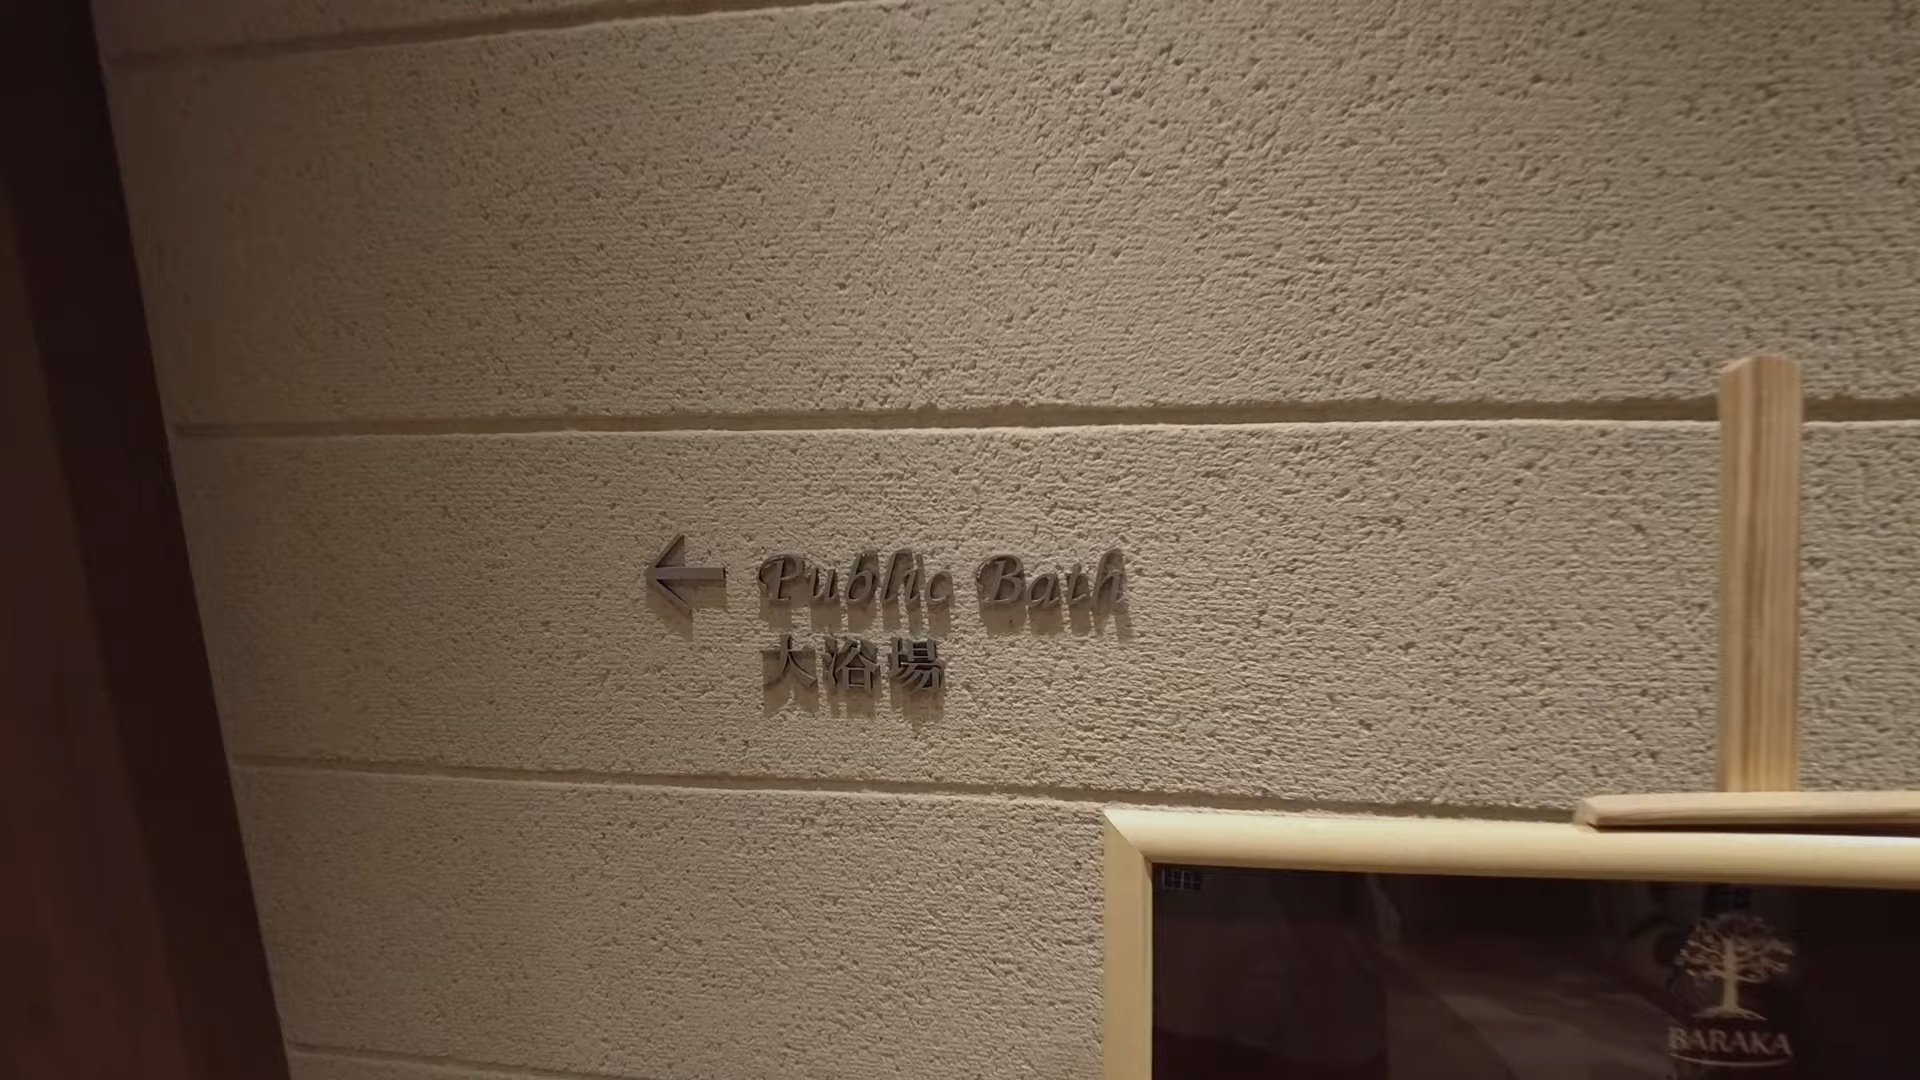 ← Public Bath
大浴場
BARAKA